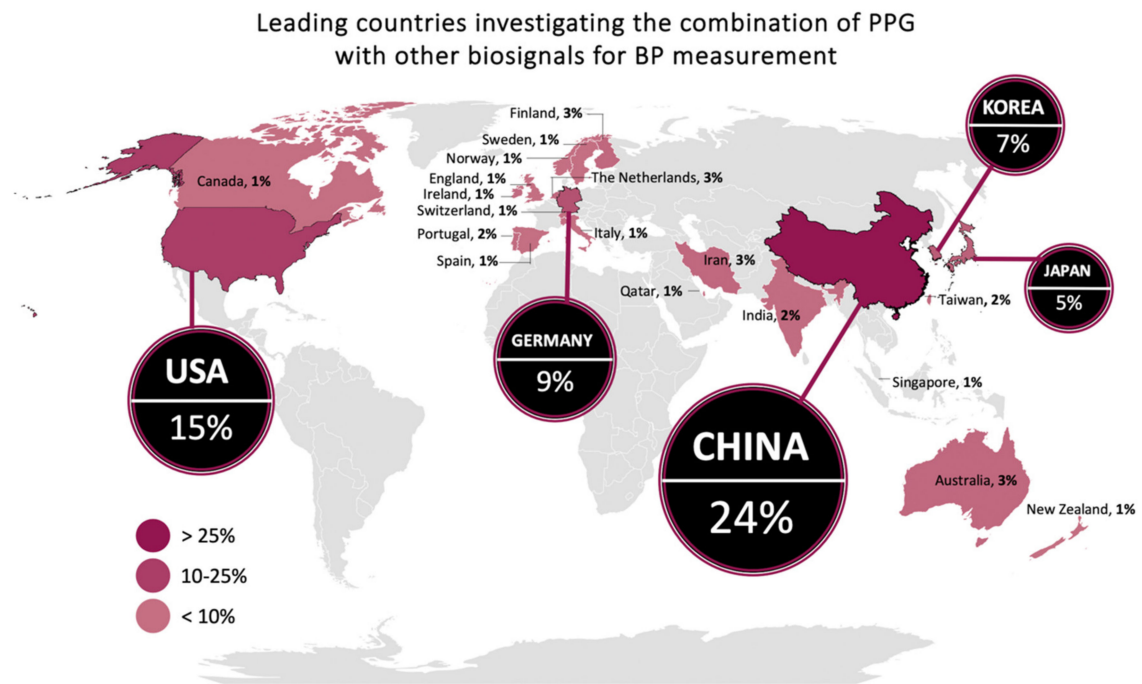 Leading countries investigating the combination of PPG
with other biosignals for BP measurement
KOREA
7%
Finland, 3%
Sweden, 1%
Norway, 1%
England, 1%
The Netherlands, 3%
Ireland, 1%
Switzerland, 1%
Portugal, 2%
Italy, 1%
Spain, 1%
Canada, 1%
Iran, 3%
Qatar, 1%
India, 2%
Taiwan, 2%
JAPAN
5%
GERMANY
9%
USA
15%
Singapore, 1%
CHINA
24%
Australia, 3%
New Zealand, 1%
> 25%
10-25%
< 10%